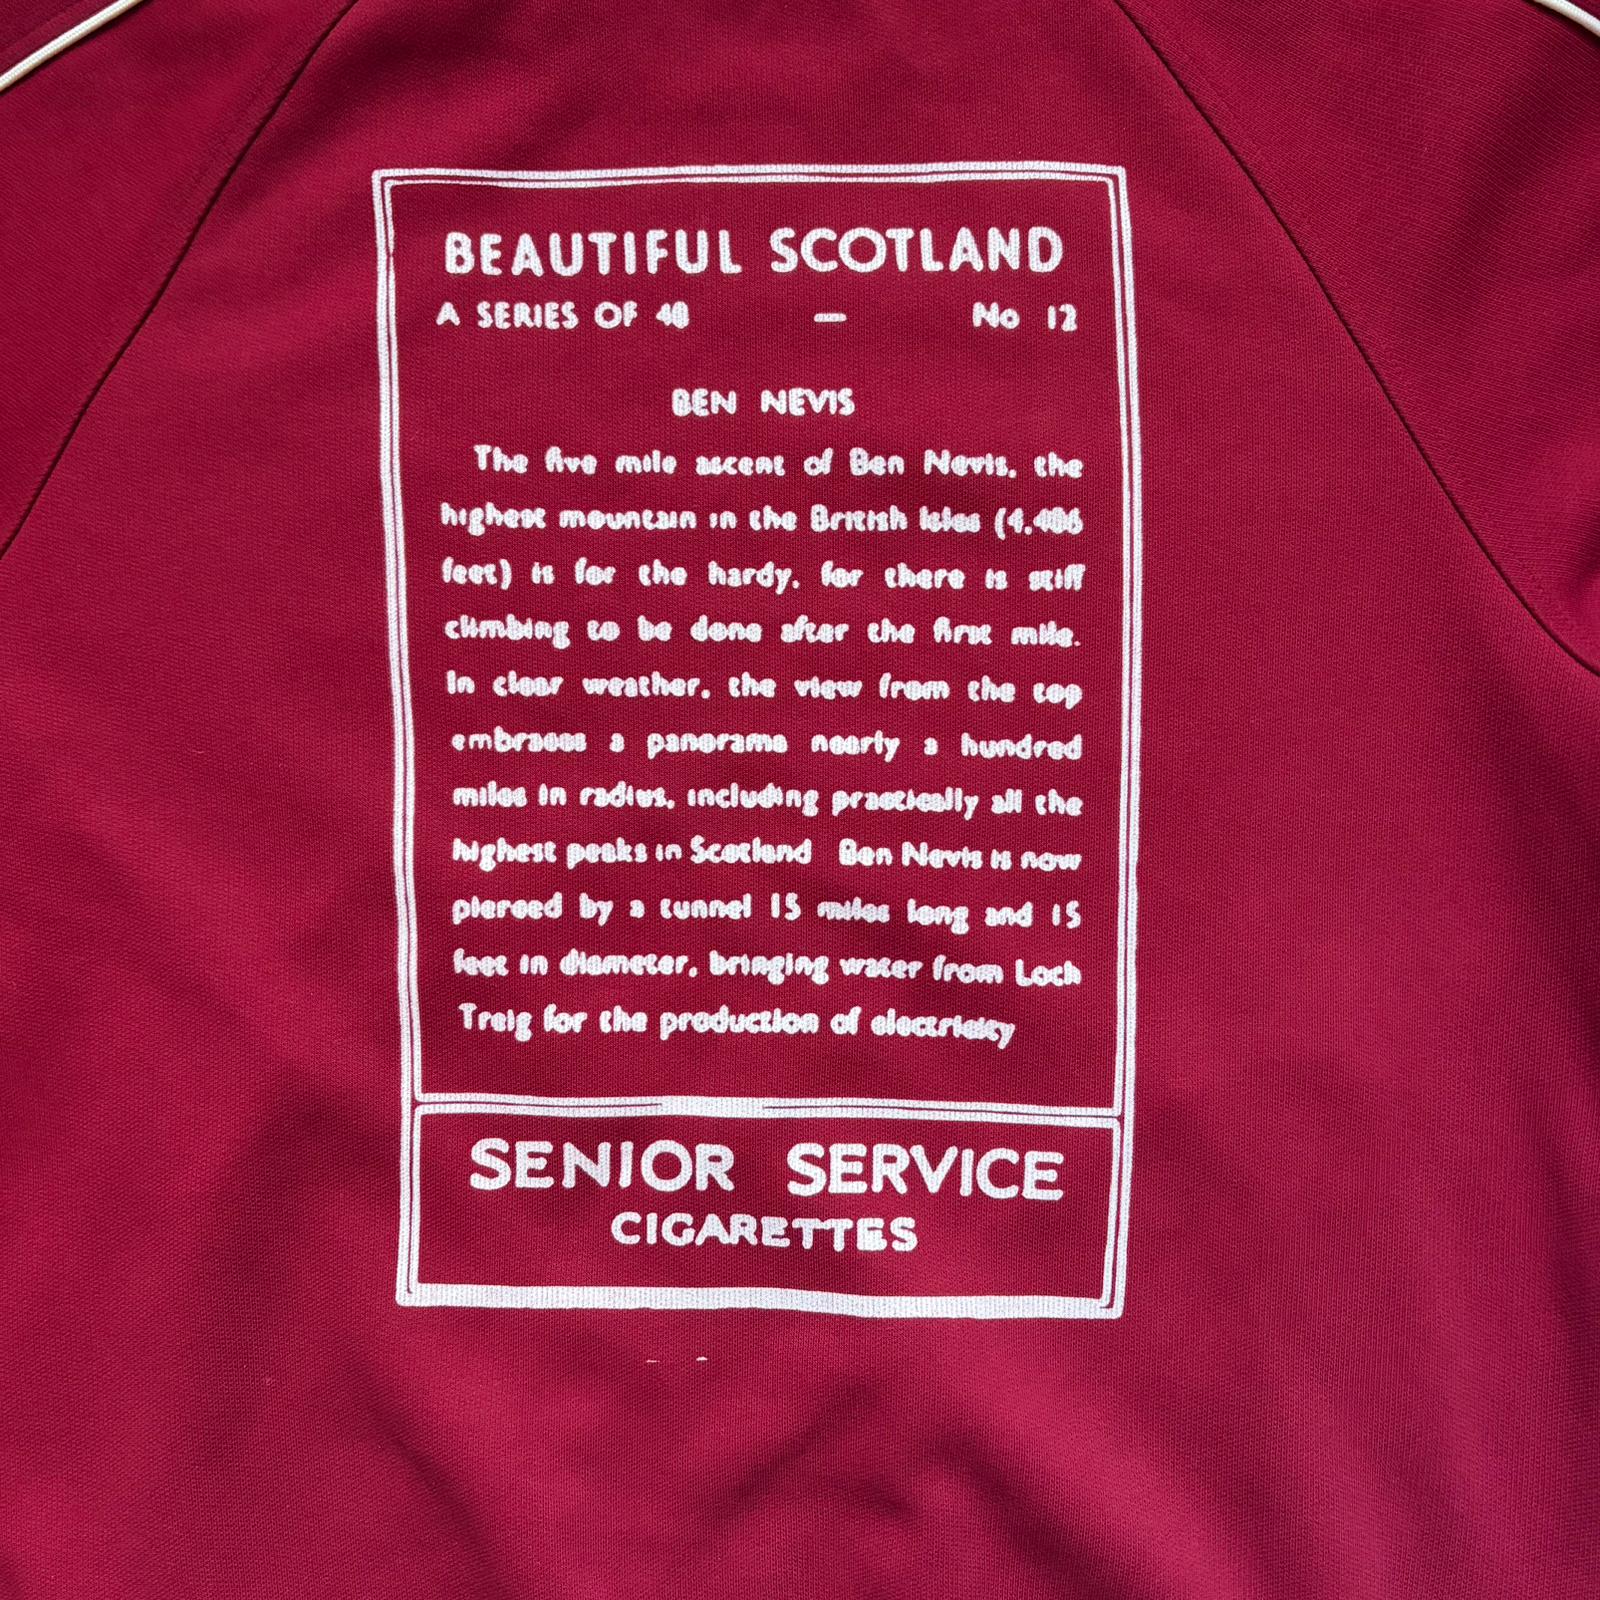 BEAUTIFUL SCOTLAND
A SERIES OF 48 — No 12
BEN NEVIS
The five mile ascent of Ben Nevis, the
highest mountain in the British Isles (4,406
feet) is for the hardy, for there is stiff
climbing to be done after the first mile.
In clear weather, the view from the top
embraces a panorama nearly a hundred
miles in radius, including practically all the
highest peaks in Scotland Ben Nevis is now
pierced by a tunnel 15 miles long and 15
feet in diameter, bringing water from Loch
Treig for the production of electricity
SENIOR SERVICE
CIGARETTES